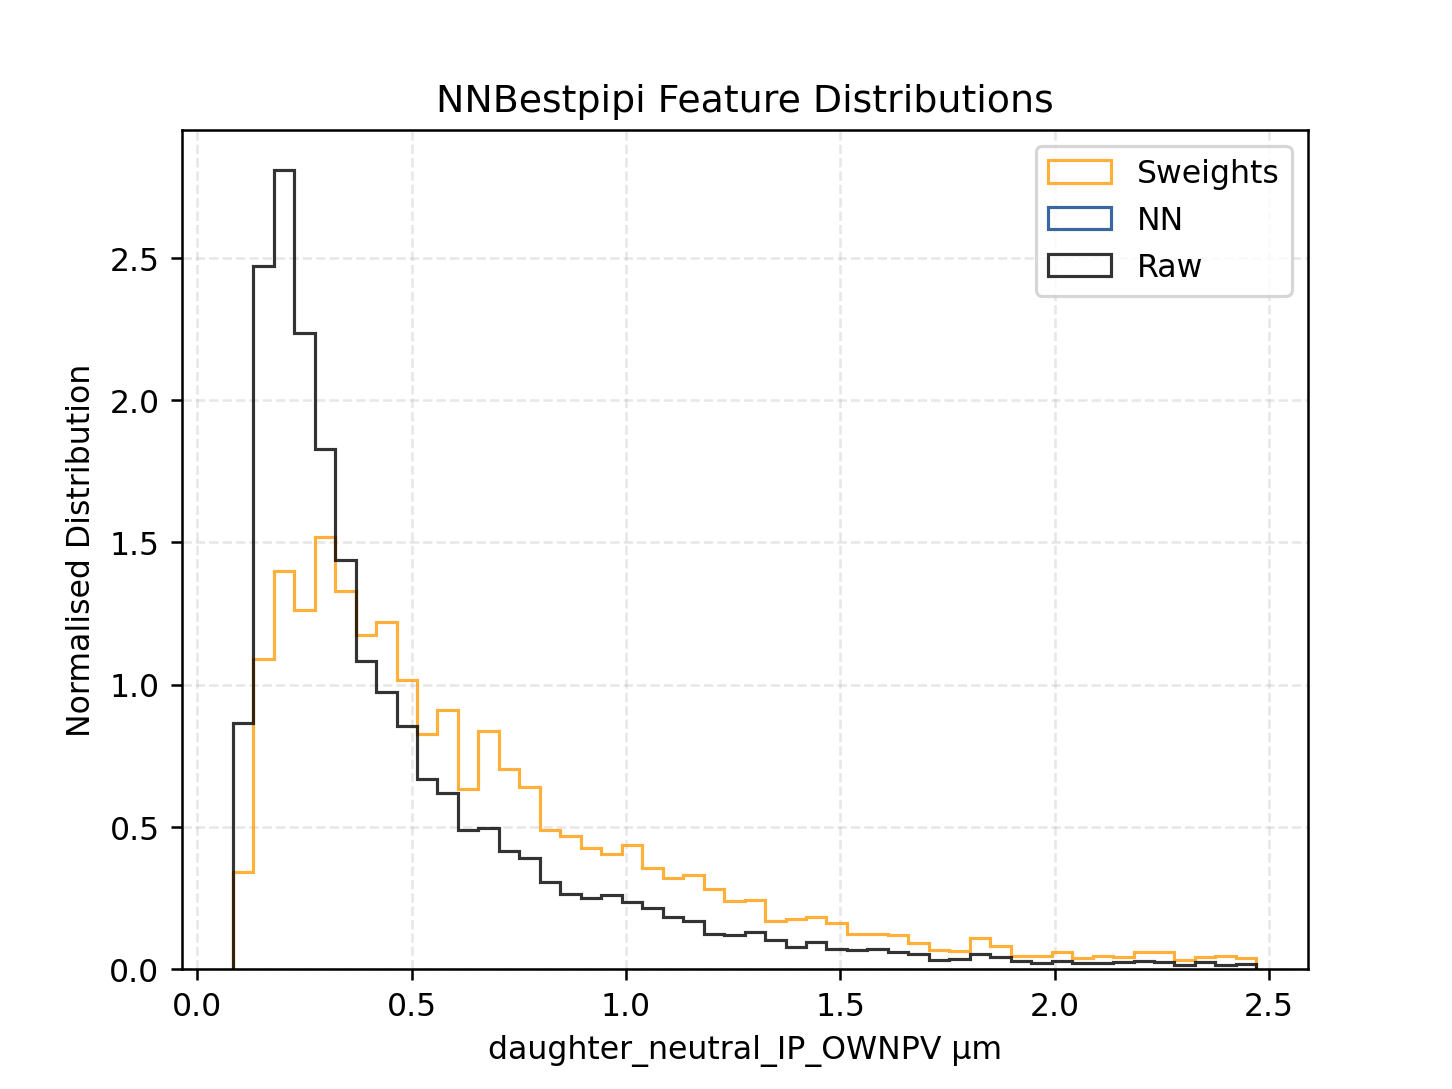 NNBestpipi Feature Distributions
Sweights
NN
Raw
Normalised Distribution
2.5
2.0
1.5
1.0
0.5
0.0
0.0 0.5 1.0 1.5 2.0 2.5
daughter_neutral_IP_OWNPV μm